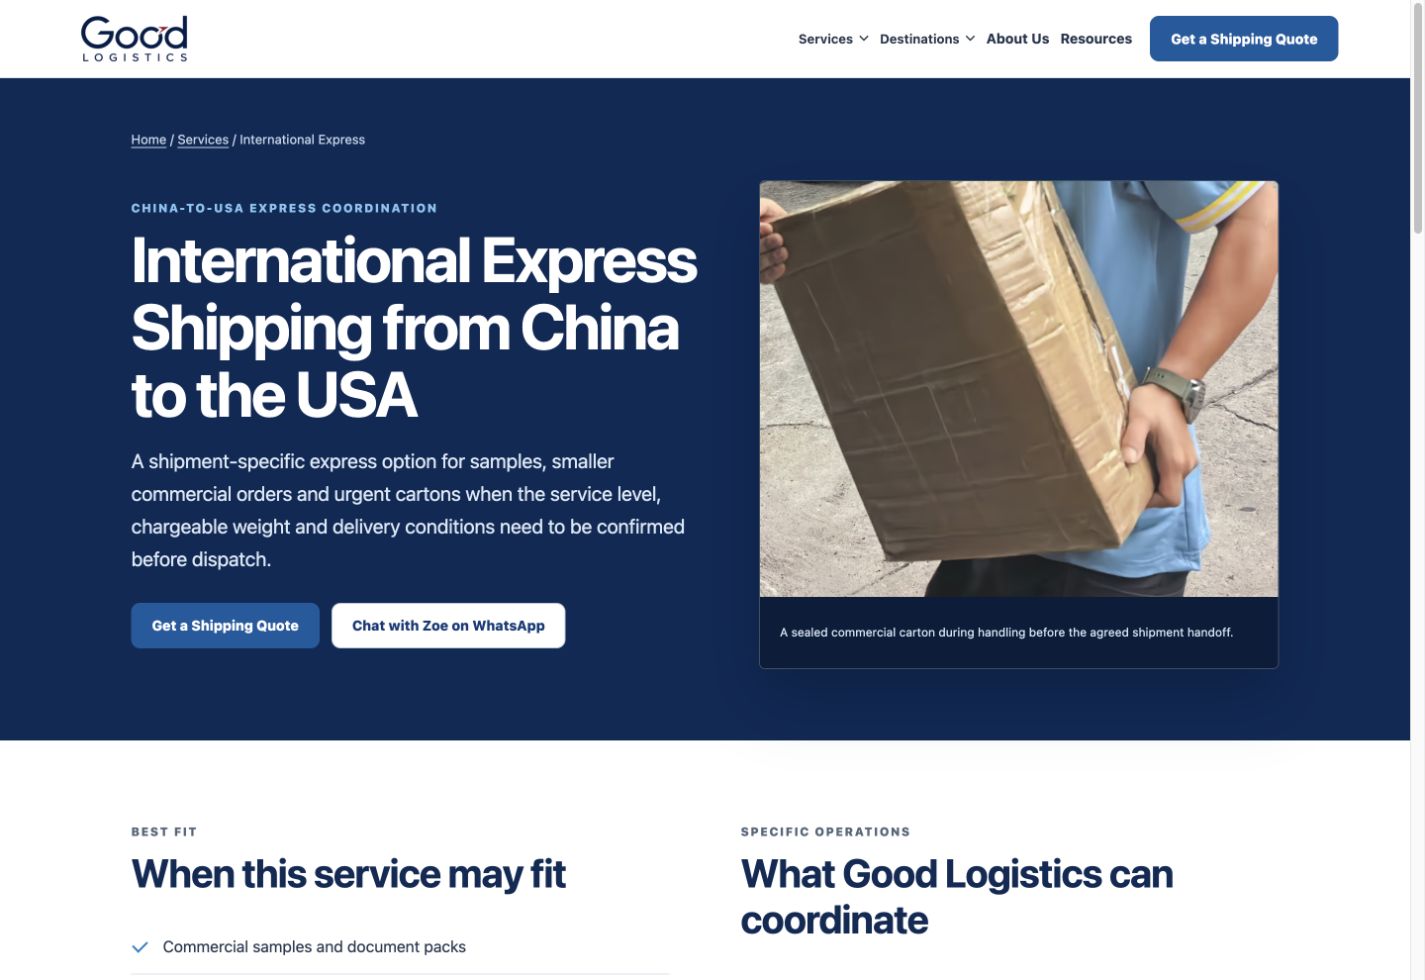 Good
LOGISTICS
Services
Destinations
About Us
Resources
Get a Shipping Quote
Home / Services / International Express
CHINA-TO-USA EXPRESS COORDINATION
International Express
Shipping from China
to the USA
A shipment-specific express option for samples, smaller
commercial orders and urgent cartons when the service level,
chargeable weight and delivery conditions need to be confirmed
before dispatch.
Get a Shipping Quote
Chat with Zoe on WhatsApp
A sealed commercial carton during handling before the agreed shipment handoff.
BEST FIT
When this service may fit
Commercial samples and document packs
SPECIFIC OPERATIONS
What Good Logistics can
coordinate